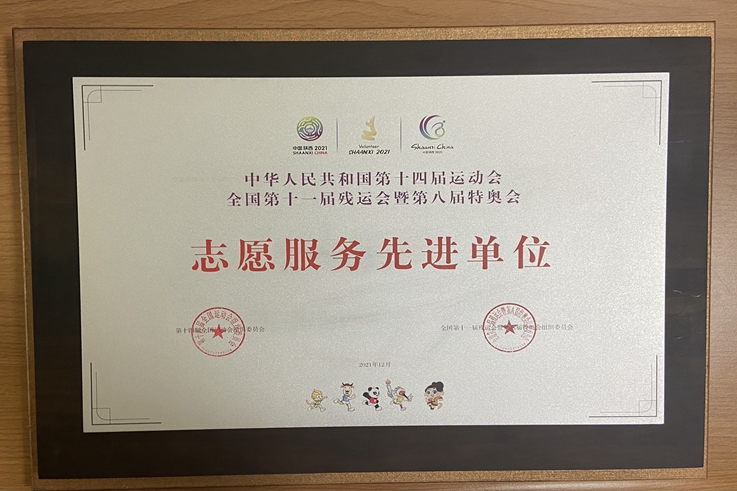 中国陕西 2021
SHAANXI CHINA
Volunteer
SHAANXI 2021
Shaanxi China
中华人民共和国第十四届运动会
全国第十一届残运会暨第八届特奥会
志愿服务先进单位
2021年12月